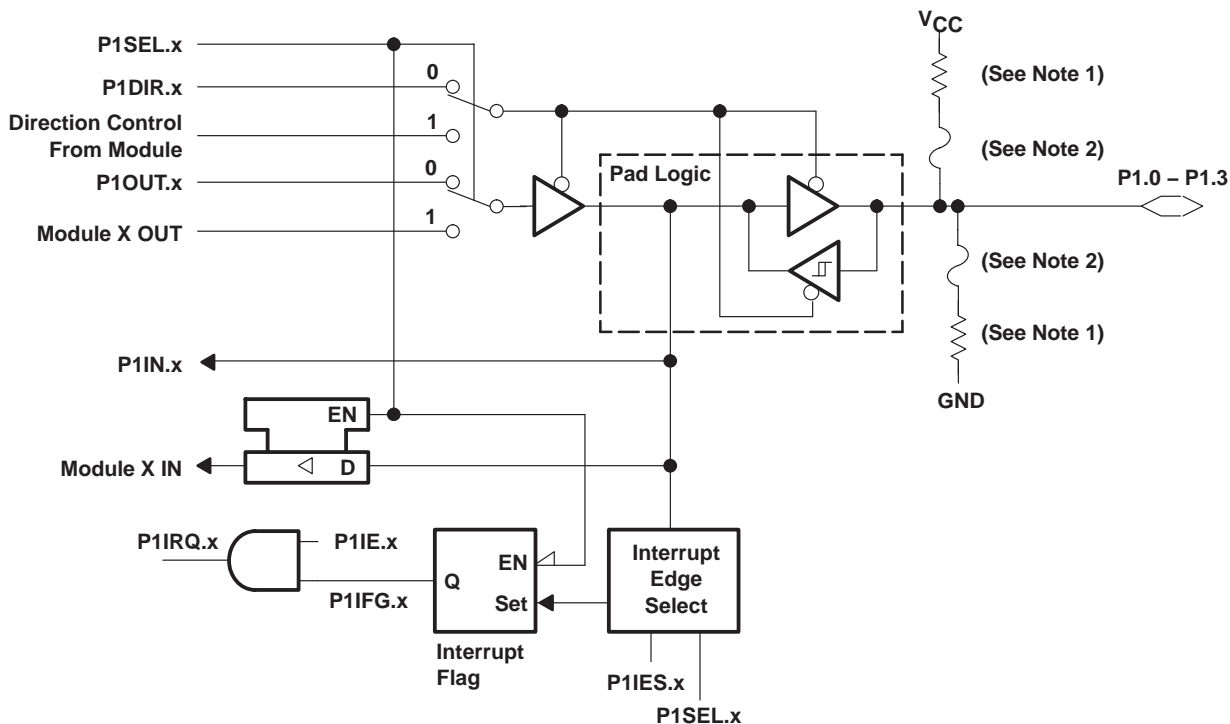 VCC
P1SEL.x
(See Note 1)
0
P1DIR.x
Direction Control
From Module
1
(See Note 2)
0
Pad Logic
P1OUT.x
P1.0 – P1.3
1
Module X OUT
(See Note 2)
(See Note 1)
P1IN.x
GND
EN
Module X IN
D
P1IRQ.x
P1IE.x
Interrupt
Edge
Select
EN
Q
Set
P1IFG.x
Interrupt
Flag
P1IES.x
P1SEL.x